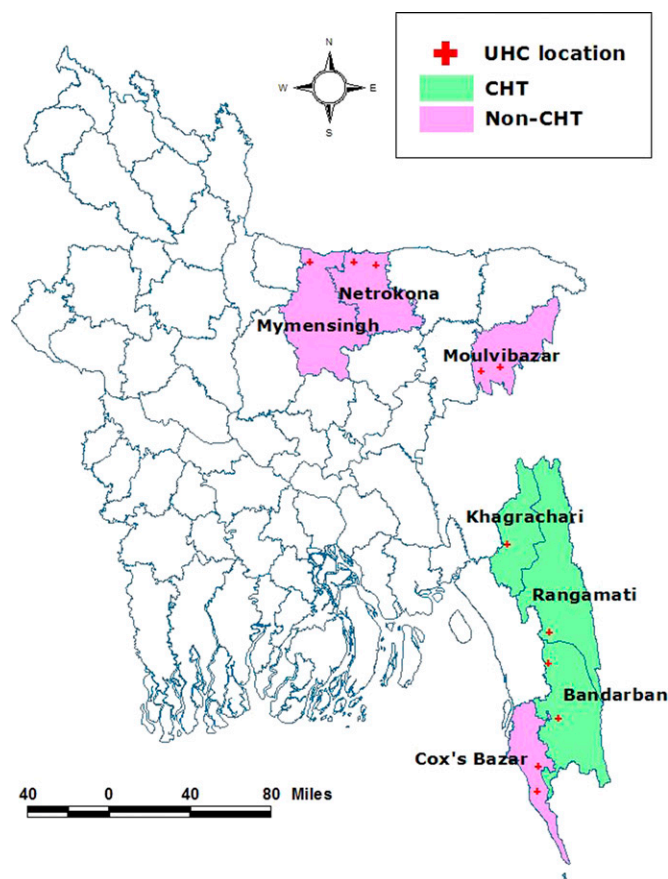 N
W E
S
UHC location
CHT
Non-CHT
Netrokona
Mymensingh
Moulvibazar
Khagrachari
Rangamati
Bandarban
Cox's Bazar
40 0 40 80 Miles